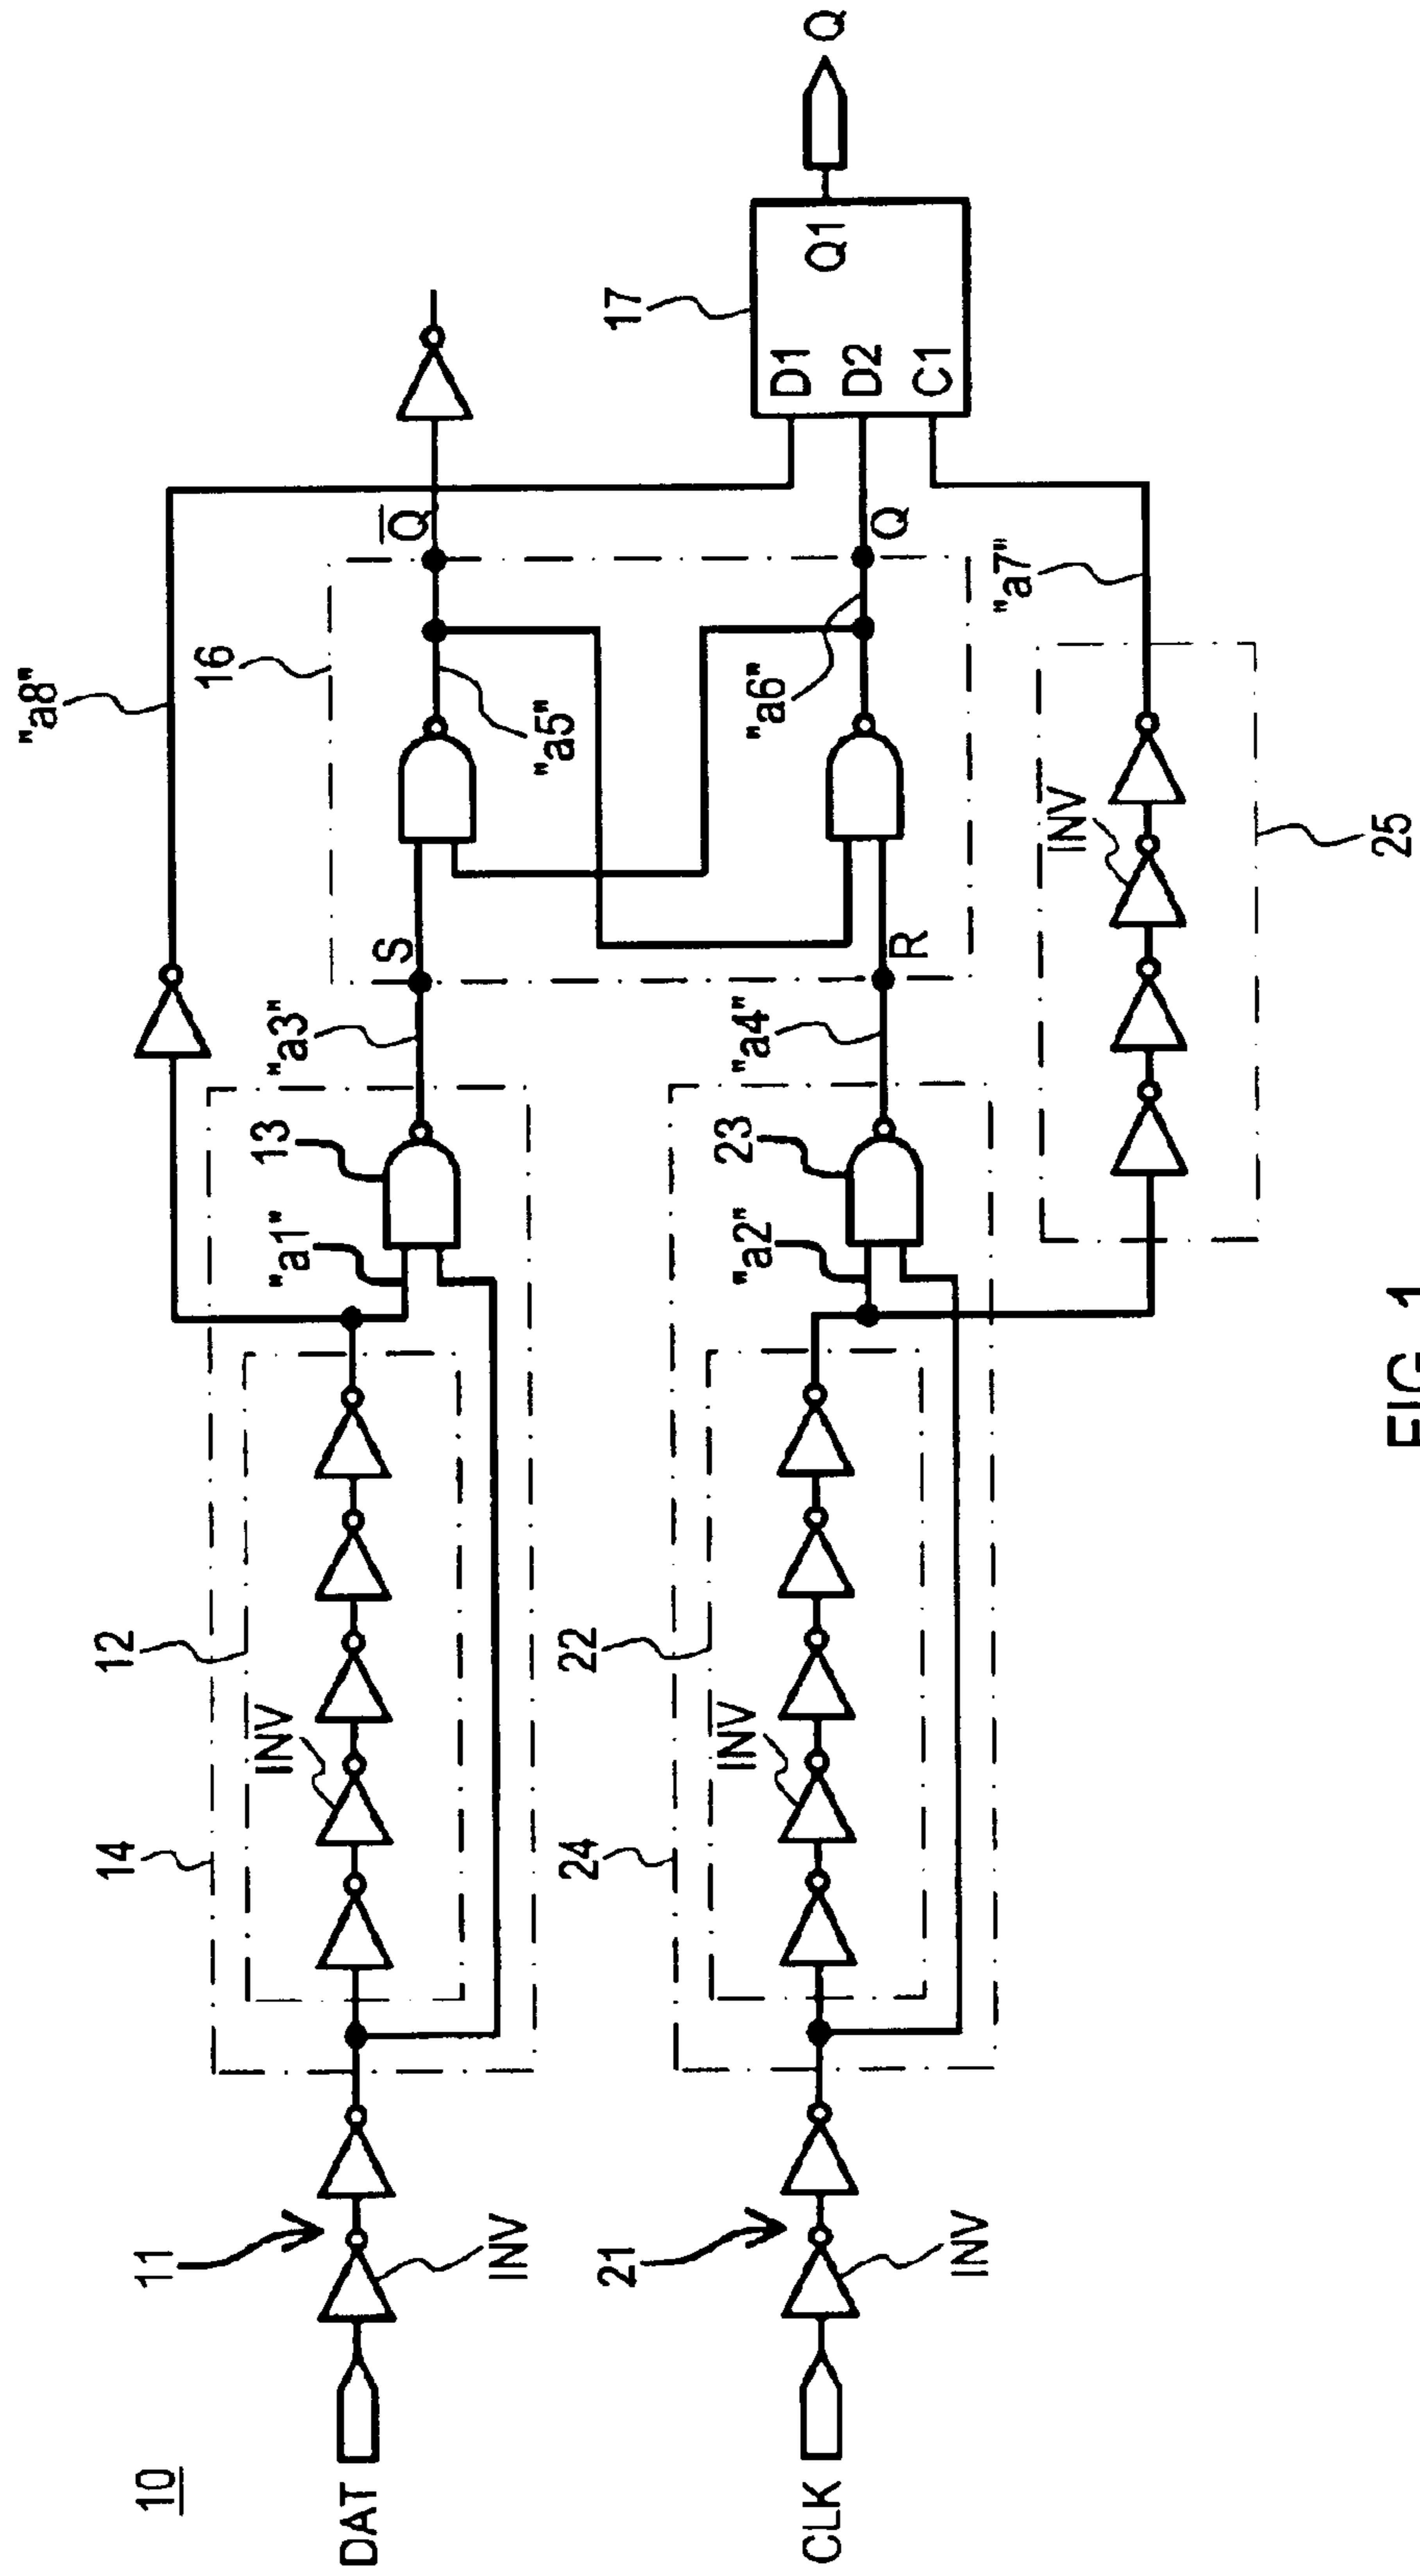 10
DAT
11
INV
14
12
INV
"a1"
13
"a3"
"a8"
S
16
"a5"
Q
CLK
21
INV
24
22
INV
"a2"
23
"a4"
R
"a6"
Q
17
D1
D2
C1
Q1
Q
INV
"a7"
25
FIG. 1